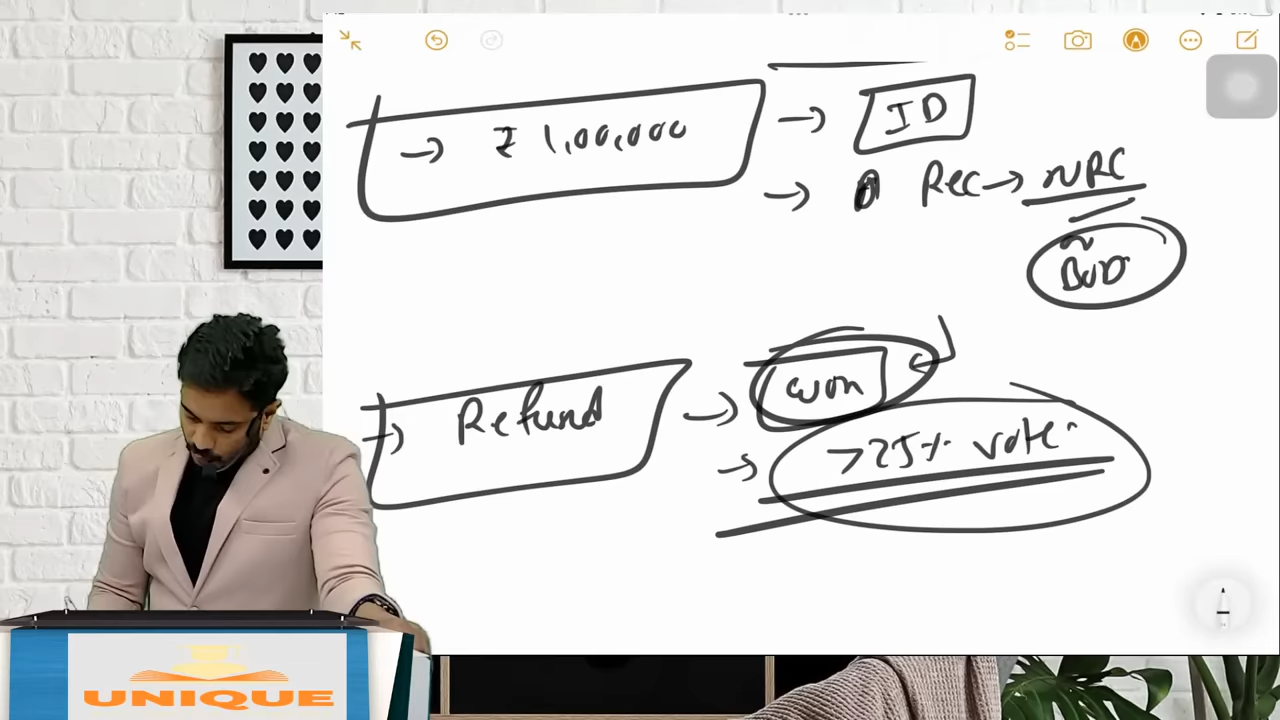 → ₹ 1,00,000 → ID
→ Rec → NRC
BOD
→ Refund → won
→ >25% vote
UNIQUE